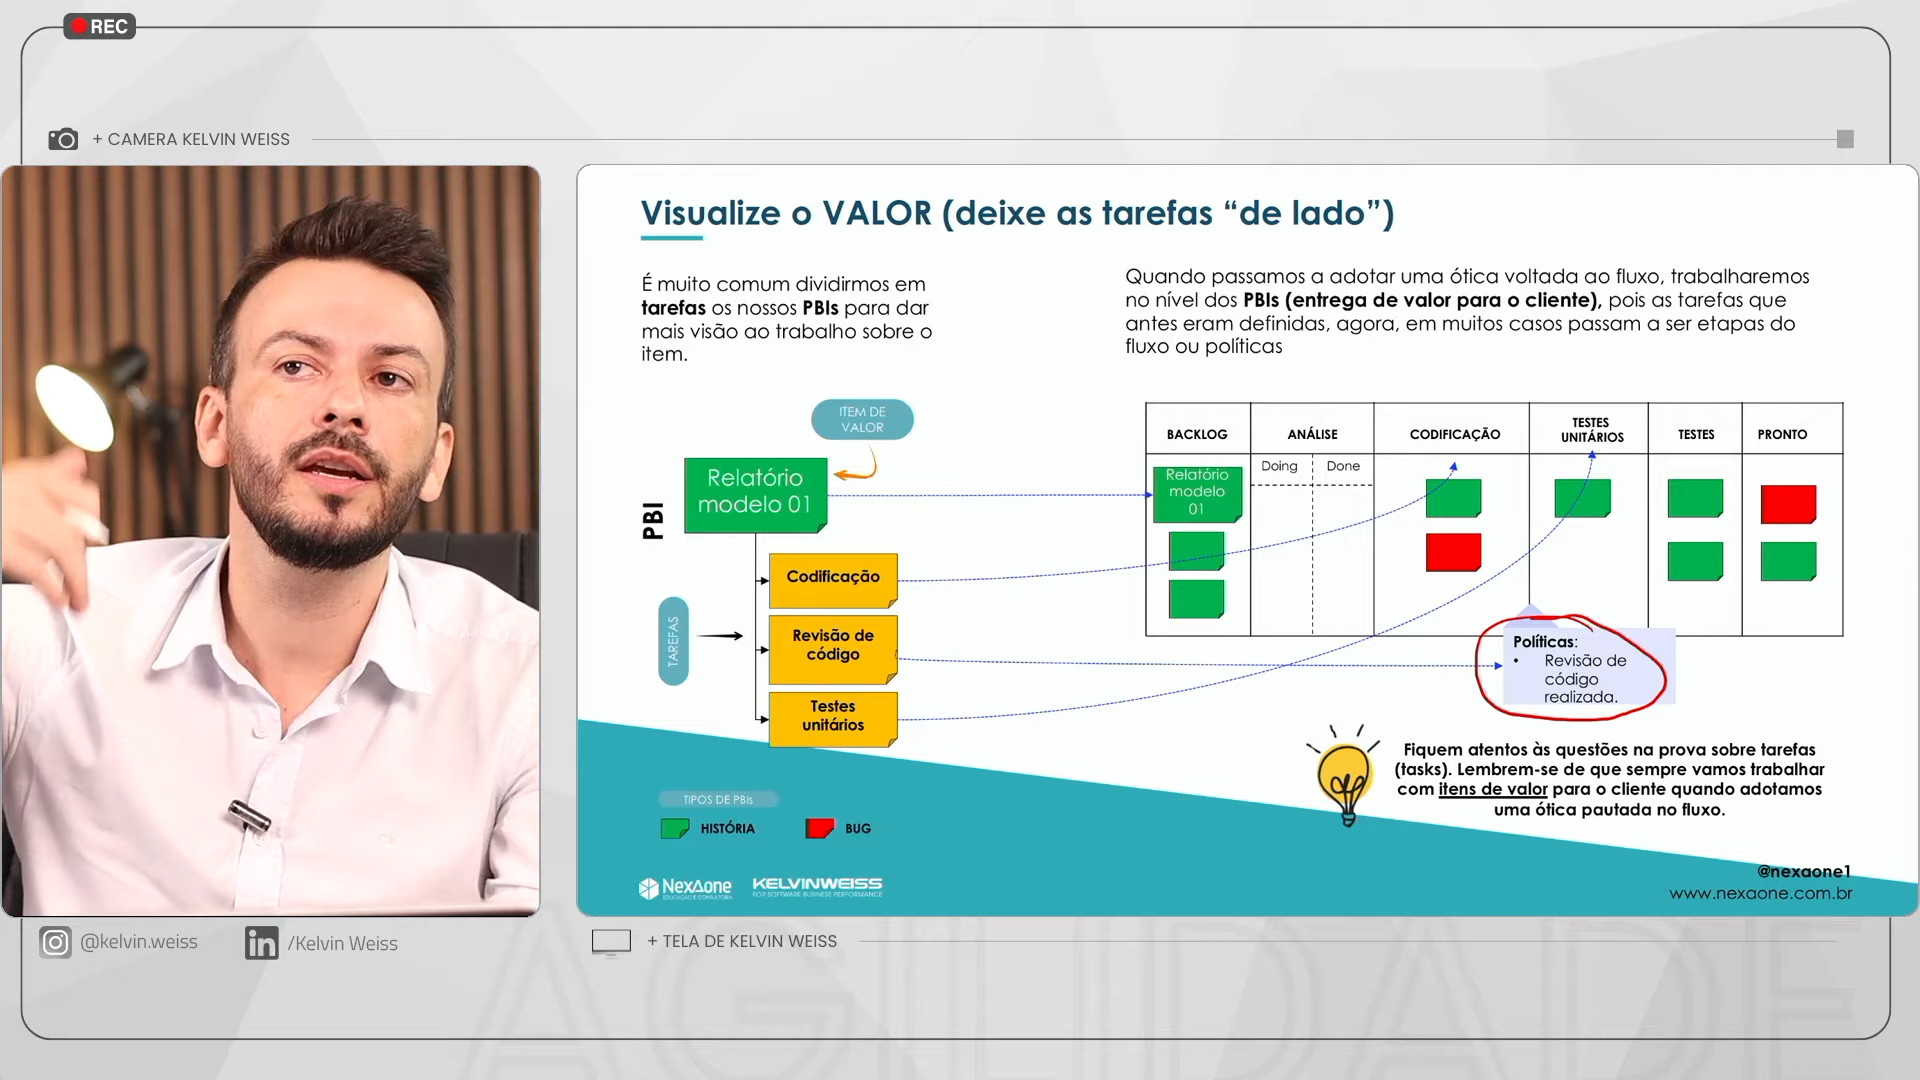 REC
+ CAMERA KELVIN WEISS
Visualize o VALOR (deixe as tarefas “de lado”)
É muito comum dividirmos em
tarefas os nossos PBIs para dar
mais visão ao trabalho sobre o
item.
Quando passamos a adotar uma ótica voltada ao fluxo, trabalharemos
no nível dos PBIs (entrega de valor para o cliente), pois as tarefas que
antes eram definidas, agora, em muitos casos passam a ser etapas do
fluxo ou políticas
ITEM DE
VALOR
PBI
Relatório
modelo 01
TAREFAS
Codificação
Revisão de
código
Testes
unitários
BACKLOG
ANÁLISE
CODIFICAÇÃO
TESTES
UNITÁRIOS
TESTES
PRONTO
Doing
Done
Relatório
modelo
01
Políticas:
• Revisão de
código
realizada.
Fiquem atentos às questões na prova sobre tarefas
(tasks). Lembrem-se de que sempre vamos trabalhar
com itens de valor para o cliente quando adotamos
uma ótica pautada no fluxo.
TIPOS DE PBIs
HISTÓRIA
BUG
NexAone
EDUCAÇÃO E CONSULTORIA
KELVINWEISS
FOR SOFTWARE BUSINESS PERFORMANCE
@nexaone1
www.nexaone.com.br
@kelvin.weiss
/Kelvin Weiss
+ TELA DE KELVIN WEISS
AGILIDADE